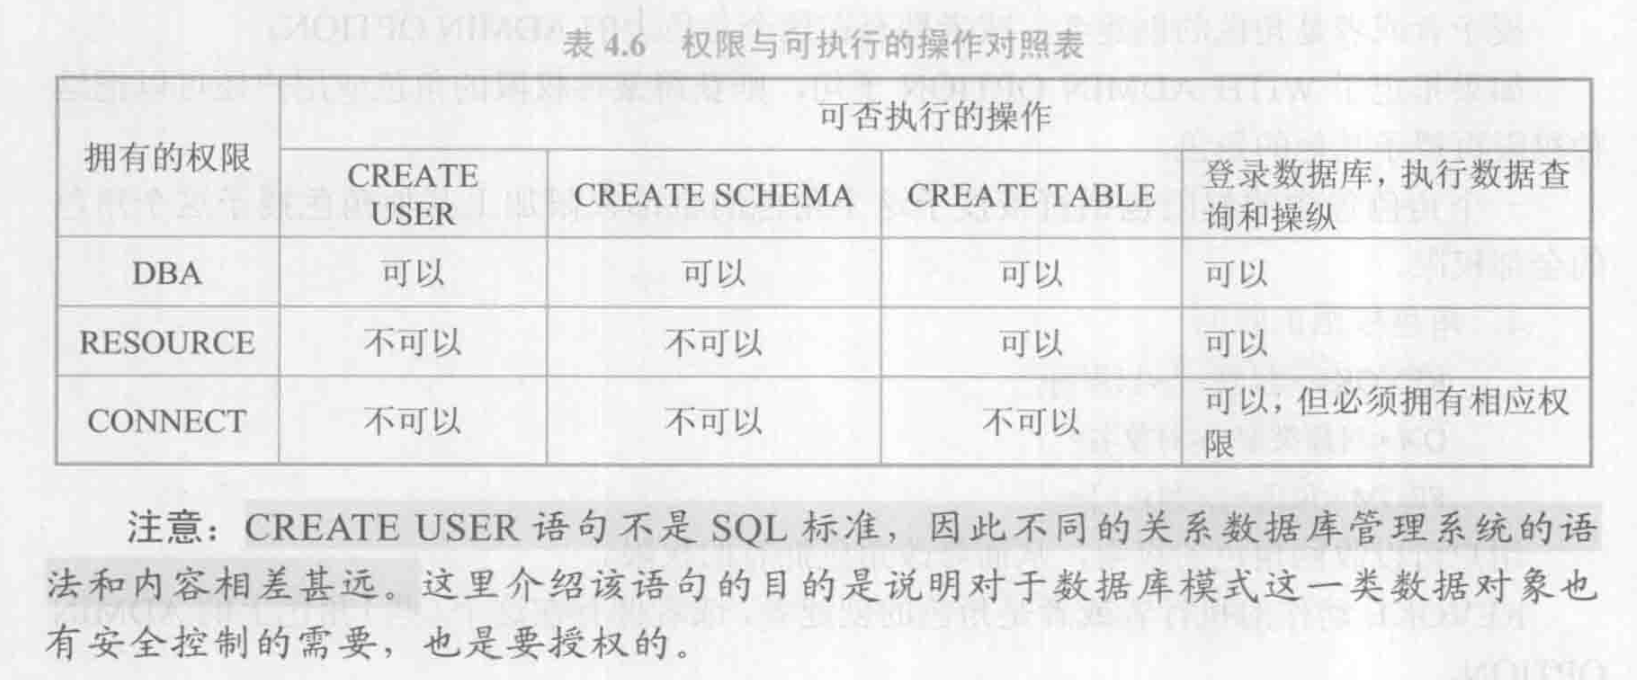 表 4.6 权限与可执行的操作对照表
拥有的权限
可否执行的操作
CREATE
USER
CREATE SCHEMA
CREATE TABLE
登录数据库，执行数据查
询和操纵
DBA
可以
可以
可以
可以
RESOURCE
不可以
不可以
可以
可以
CONNECT
不可以
不可以
不可以
可以，但必须拥有相应权
限
注意：CREATE USER 语句不是 SQL 标准，因此不同的关系数据库管理系统的语
法和内容相差甚远。这里介绍该语句的目的是说明对于数据库模式这一类数据对象也
有安全控制的需要，也是要授权的。